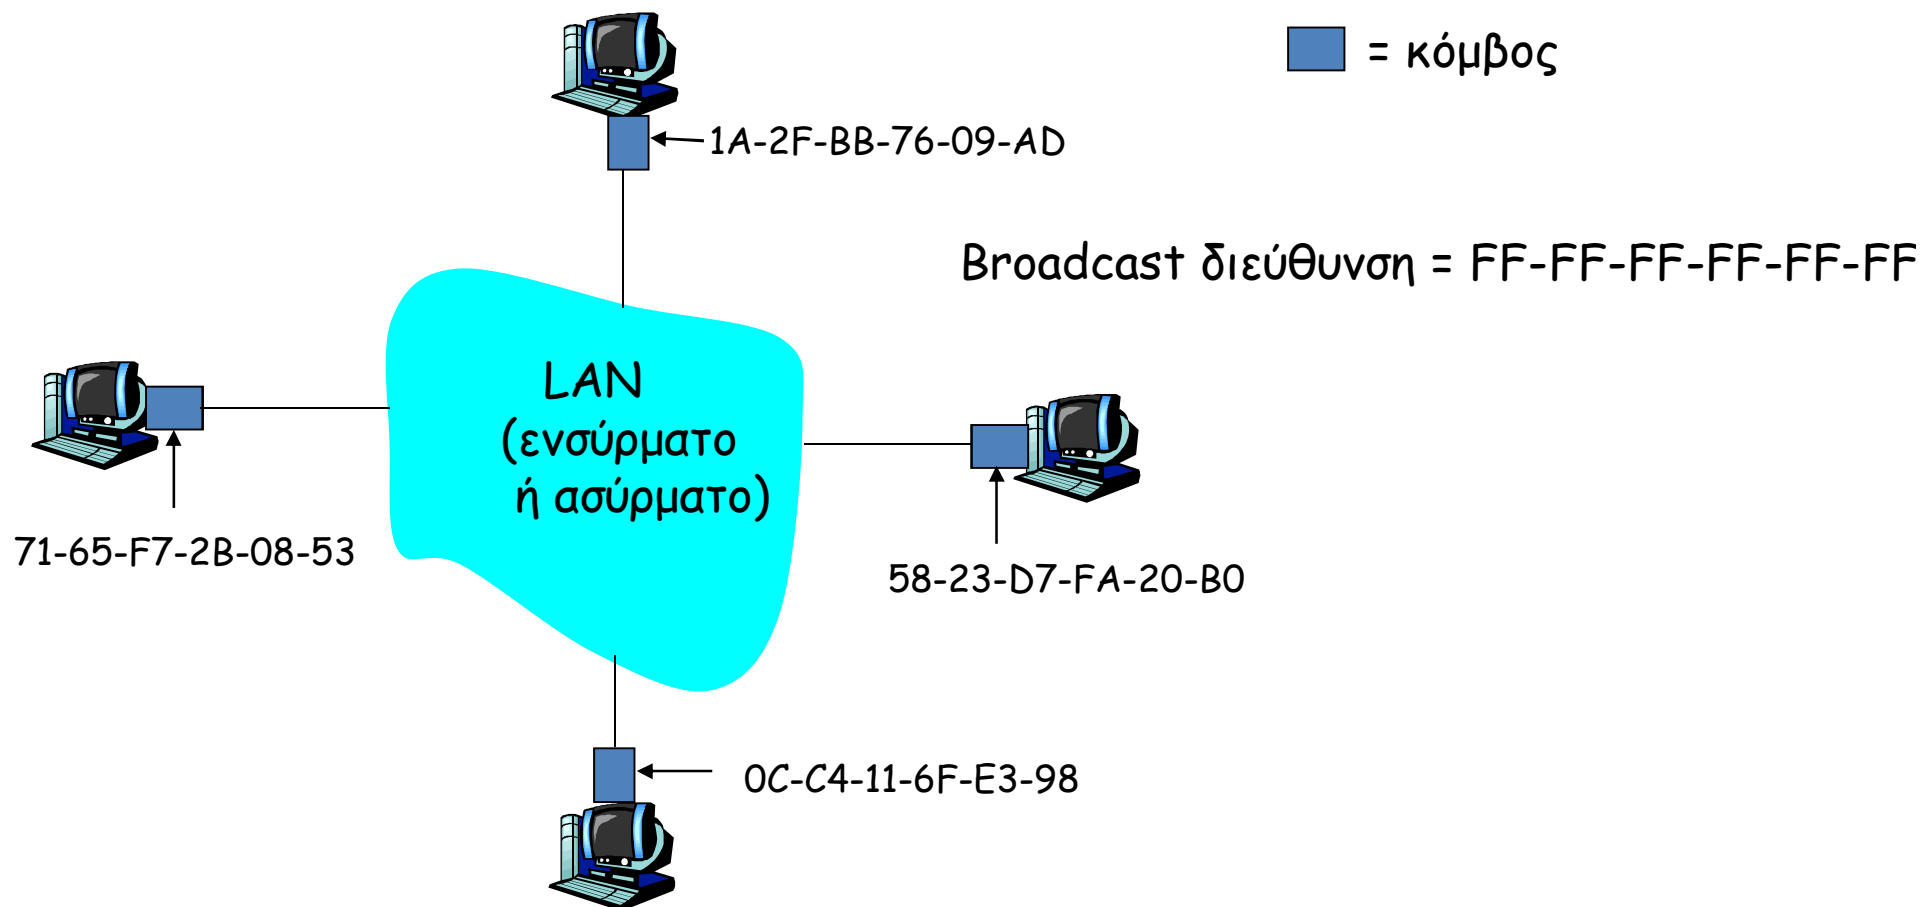 = κόμβος
1A-2F-BB-76-09-AD
Broadcast διεύθυνση = FF-FF-FF-FF-FF-FF
LAN
(ενσύρματο
ή ασύρματο)
71-65-F7-2B-08-53
58-23-D7-FA-20-B0
0C-C4-11-6F-E3-98